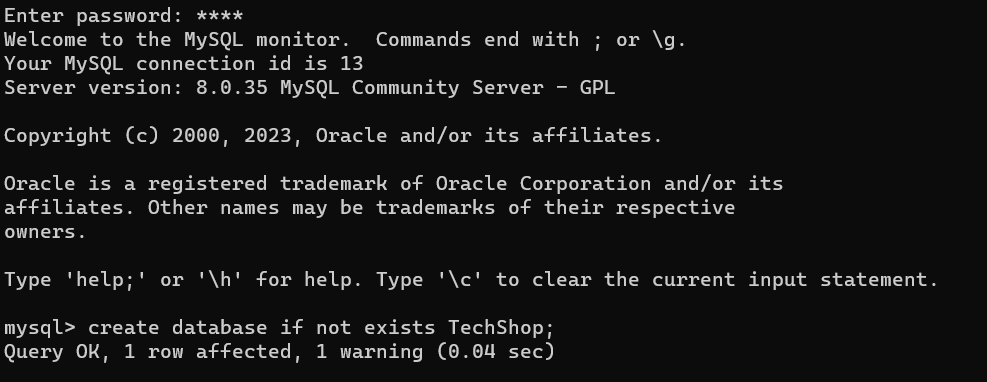 Enter password: ****
Welcome to the MySQL monitor.  Commands end with ; or \g.
Your MySQL connection id is 13
Server version: 8.0.35 MySQL Community Server - GPL

Copyright (c) 2000, 2023, Oracle and/or its affiliates.

Oracle is a registered trademark of Oracle Corporation and/or its
affiliates. Other names may be trademarks of their respective
owners.

Type 'help;' or '\h' for help. Type '\c' to clear the current input statement.

mysql> create database if not exists TechShop;
Query OK, 1 row affected, 1 warning (0.04 sec)